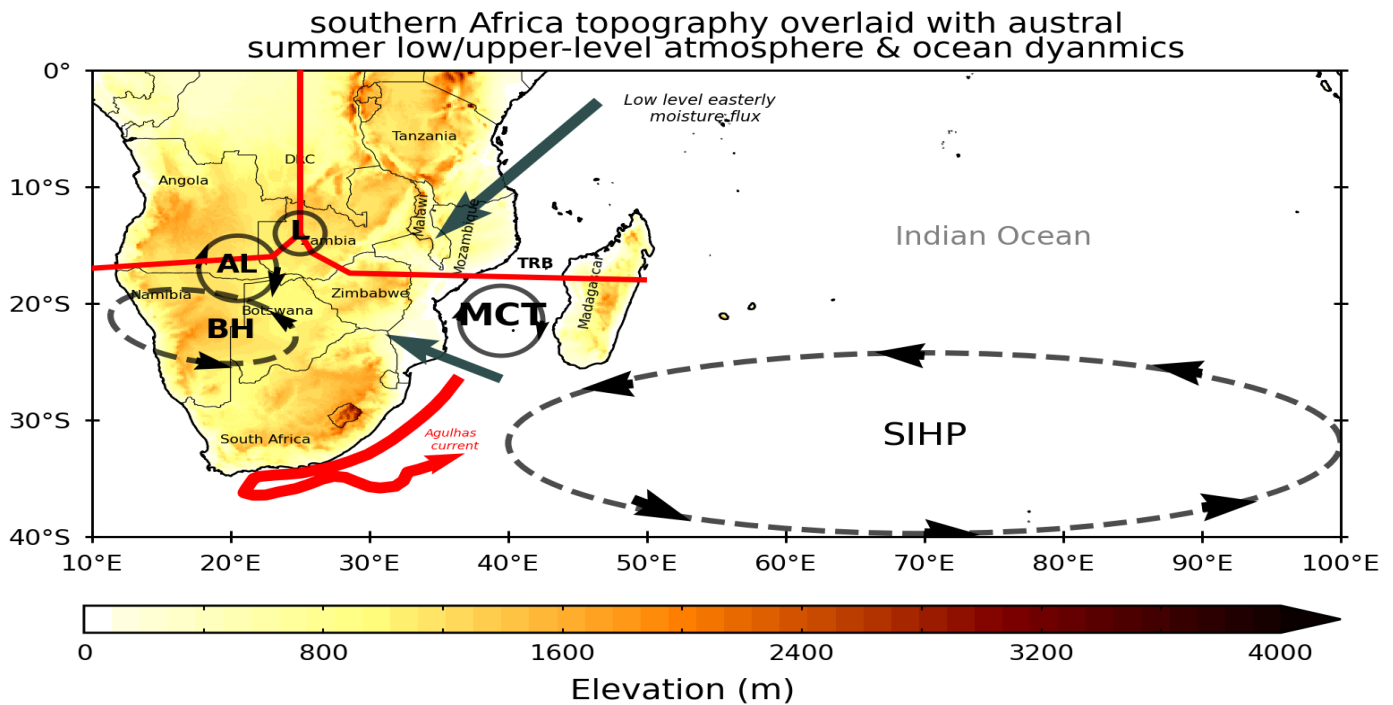 southern Africa topography overlaid with austral
summer low/upper-level atmosphere & ocean dyanmics
0°
10°S
20°S
30°S
40°S
10°E
20°E
30°E
40°E
50°E
60°E
70°E
80°E
90°E
100°E
Low level easterly
moisture flux
Tanzania
DRC
Angola
Malawi
Mozambique
L
Zambia
AL
TRB
Indian Ocean
Namibia
Zimbabwe
Madagascar
Botswana
BH
MCT
SIHP
South Africa
Agulhas
current
0
800
1600
2400
3200
4000
Elevation (m)